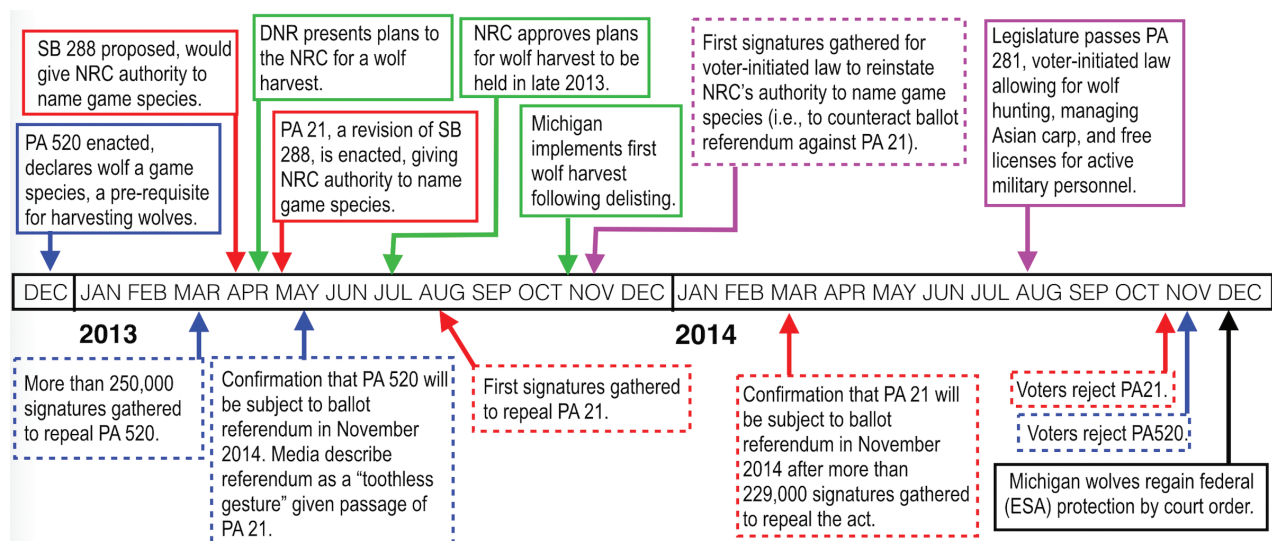 SB 288 proposed, would
give NRC authority to
name game species.
DNR presents plans to
the NRC for a wolf
harvest.
NRC approves plans
for wolf harvest to be
held in late 2013.
First signatures gathered for
voter-initiated law to reinstate
NRC's authority to name game
species (i.e., to counteract ballot
referendum against PA 21).
Legislature passes PA
281, voter-initiated law
allowing for wolf
hunting, managing
Asian carp, and free
licenses for active
military personnel.
PA 520 enacted,
declares wolf a game
species, a pre-requisite
for harvesting wolves.
PA 21, a revision of SB
288, is enacted, giving
NRC authority to name
game species.
Michigan
implements first
wolf harvest
following delisting.
DEC JAN FEB MAR APR MAY JUN JUL AUG SEP OCT NOV DEC JAN FEB MAR APR MAY JUN JUL AUG SEP OCT NOV DEC
2013 2014
More than 250,000
signatures gathered
to repeal PA 520.
Confirmation that PA 520 will
be subject to ballot
referendum in November
2014. Media describe
referendum as a “toothless
gesture” given passage of
PA 21.
First signatures gathered
to repeal PA 21.
Confirmation that PA 21 will
be subject to ballot
referendum in November
2014 after more than
229,000 signatures gathered
to repeal the act.
Voters reject PA21.
Voters reject PA520.
Michigan wolves regain federal
(ESA) protection by court order.